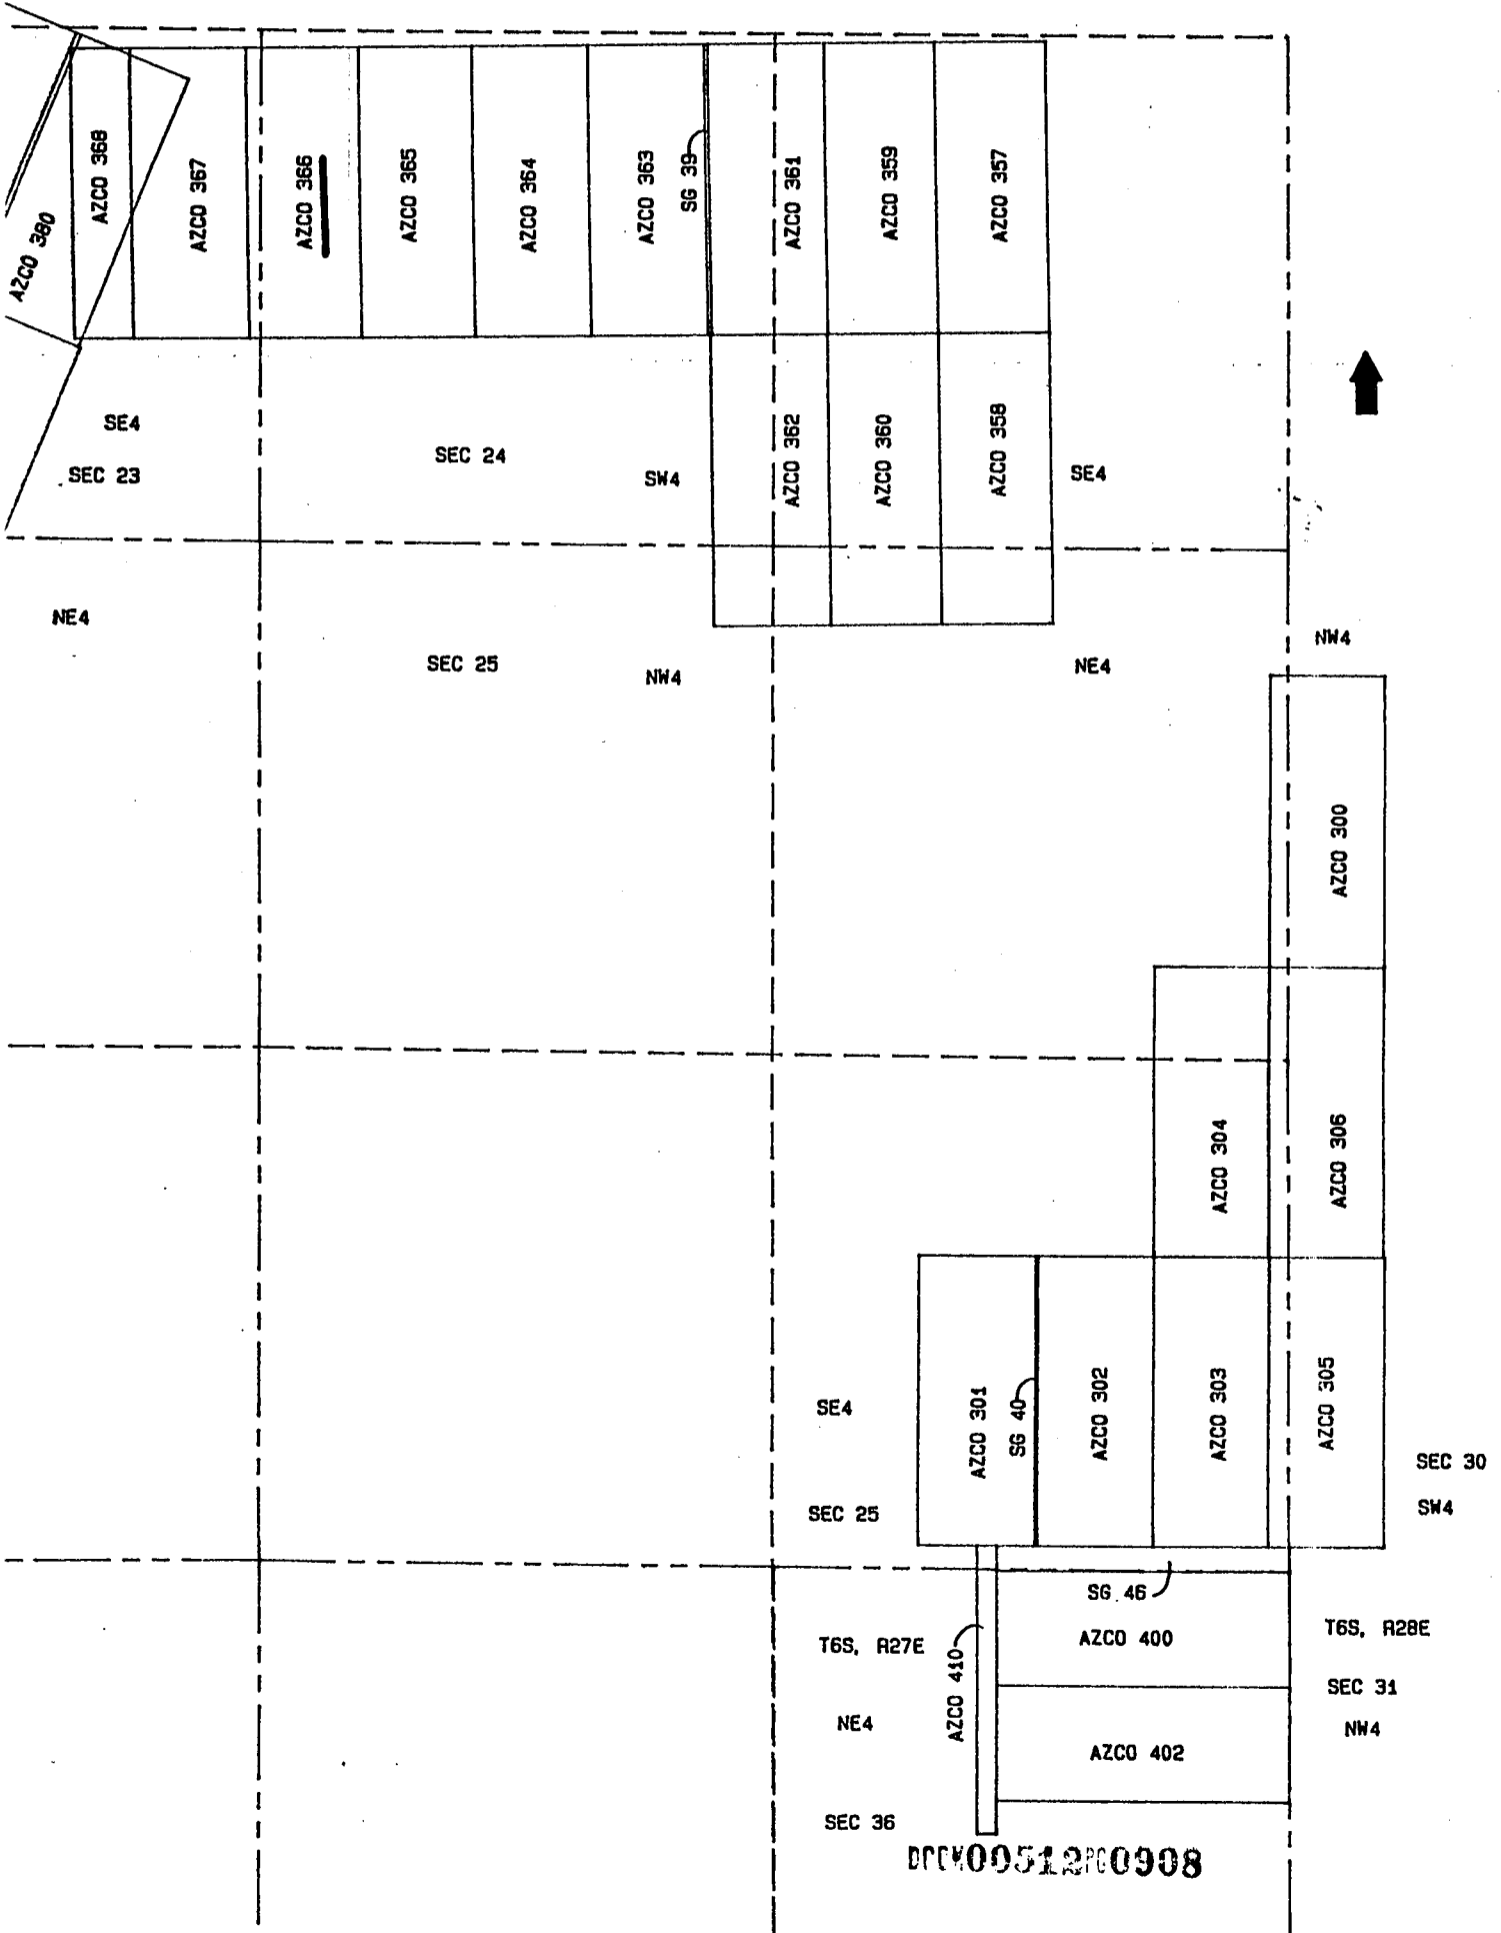 AZCO 380
AZCO 368
AZCO 367
AZCO 366
AZCO 365
AZCO 364
AZCO 363
SG 39
AZCO 361
AZCO 359
AZCO 357
SE4
SEC 23
SEC 24
SW4
AZCO 362
AZCO 360
AZCO 358
SE4
NE4
SEC 25
NW4
NE4
NW4
AZCO 300
AZCO 304
AZCO 306
SE4
SEC 25
AZCO 301
SG 40
AZCO 302
AZCO 303
AZCO 305
SEC 30
SW4
SG 46
T6S, R27E
AZCO 410
AZCO 400
T6S, R28E
SEC 31
NE4
NW4
AZCO 402
SEC 36
00512 0908